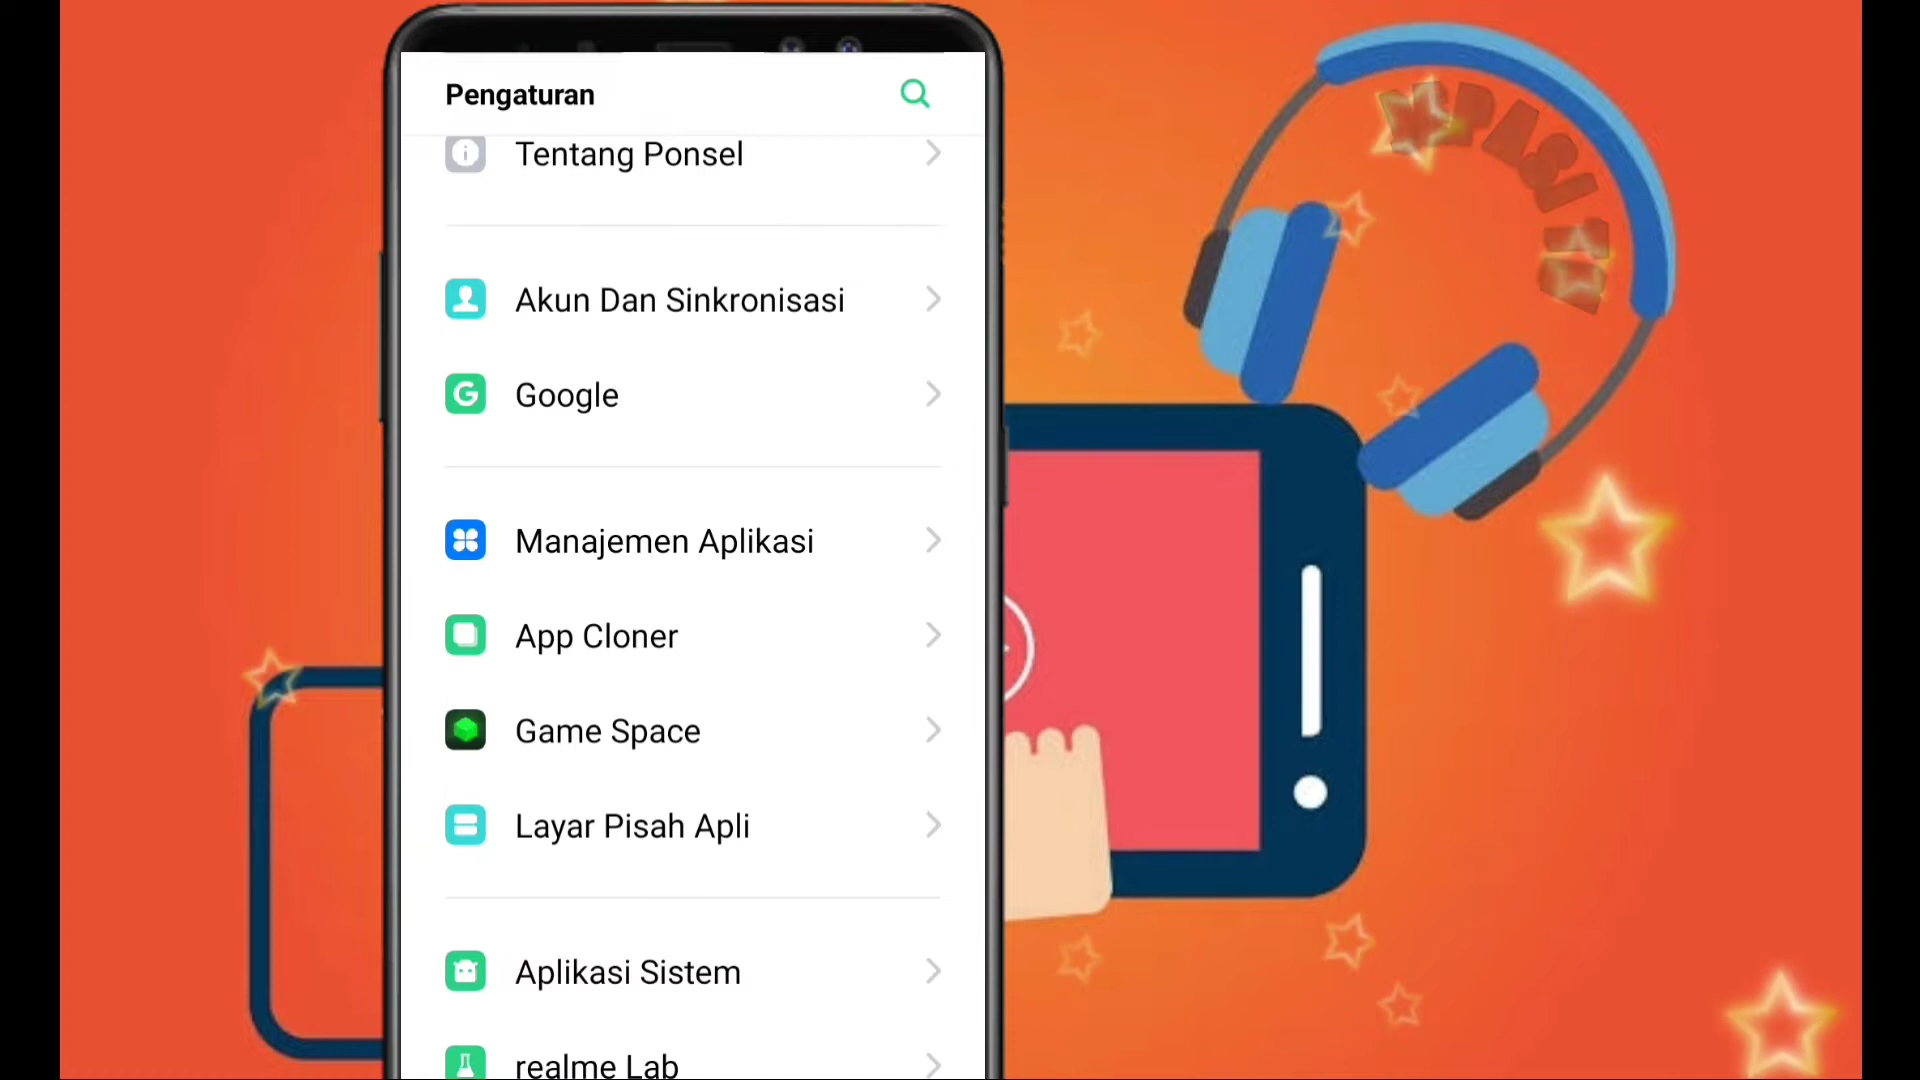 Pengaturan
Tentang Ponsel
Akun Dan Sinkronisasi
Google
Manajemen Aplikasi
App Cloner
Game Space
Layar Pisah Apli
Aplikasi Sistem
realme Lab